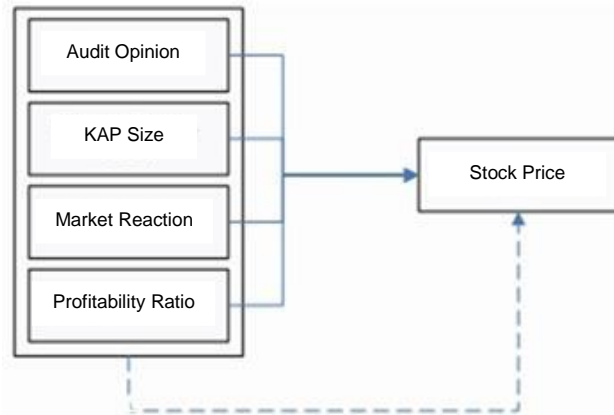 Audit Opinion
KAP Size
Market Reaction
Profitability Ratio
Stock Price